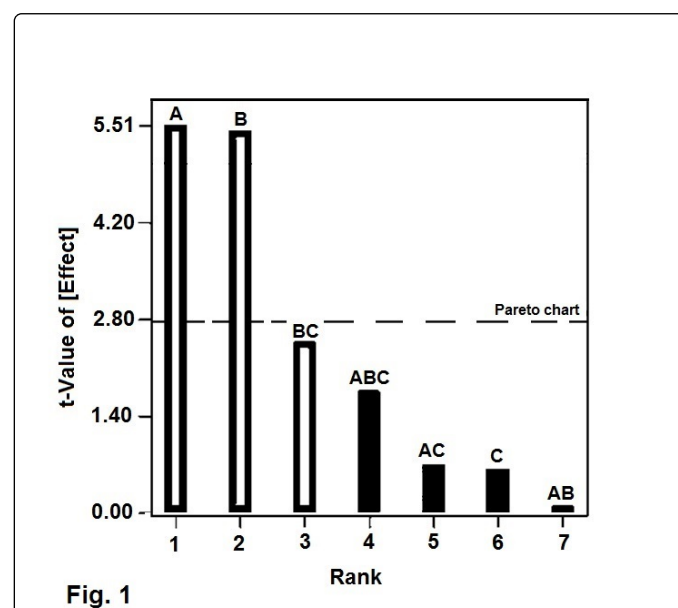 A
B
5.51
4.20
t-Value of [Effect]
Pareto chart
2.80
BC
ABC
1.40
AC
C
AB
0.00
1 2 3 4 5 6 7
Rank
Fig. 1